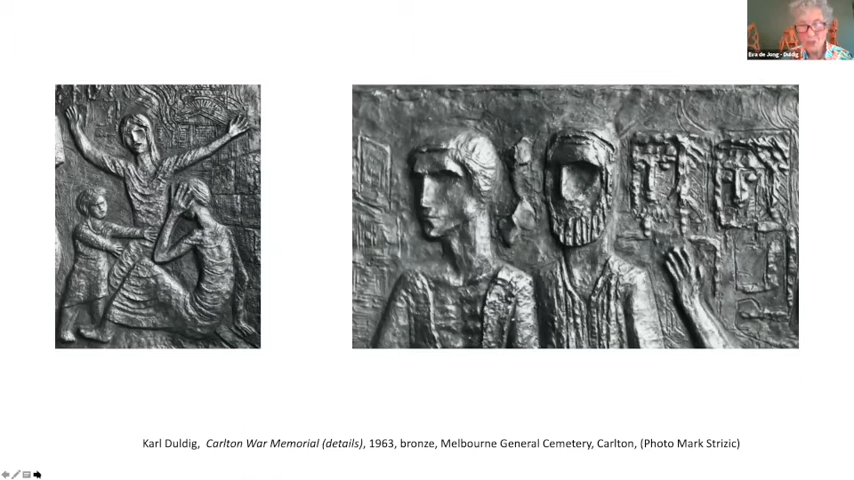 Eva de Jong - Duldig
Karl Duldig, Carlton War Memorial (details), 1963, bronze, Melbourne General Cemetery, Carlton, (Photo Mark Strizic)